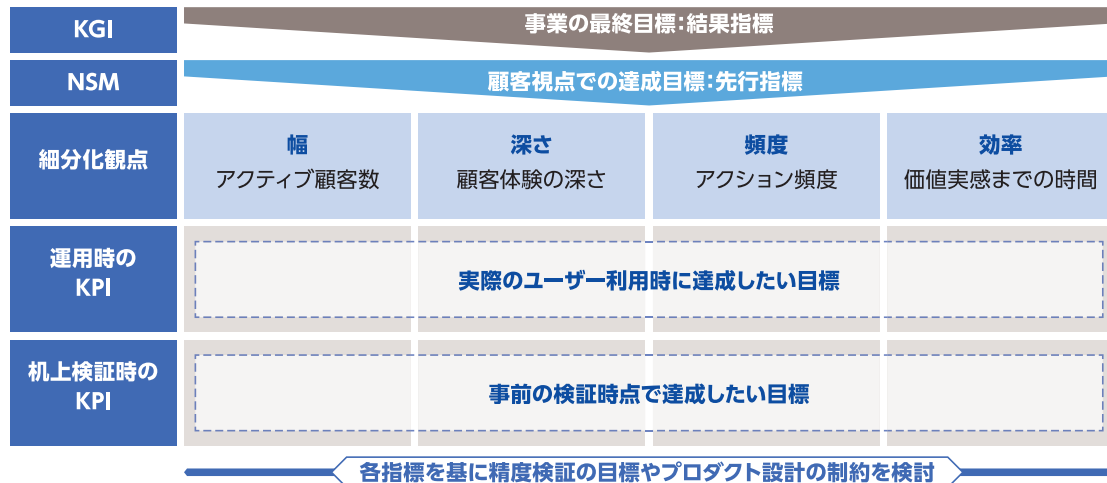 KGI
事業の最終目標:結果指標
NSM
顧客視点での達成目標:先行指標
細分化観点
幅
アクティブ顧客数
深さ
顧客体験の深さ
頻度
アクション頻度
効率
価値実感までの時間
運用時の
KPI
実際のユーザー利用時に達成したい目標
机上検証時の
KPI
事前の検証時点で達成したい目標
各指標を基に精度検証の目標やプロダクト設計の制約を検討